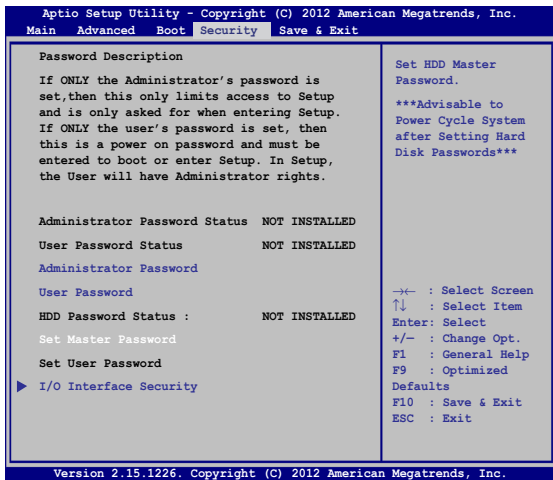 Aptio Setup Utility - Copyright (C) 2012 American Megatrends, Inc.
Main Advanced Boot Security Save & Exit
Password Description
If ONLY the Administrator's password is
set,then this only limits access to Setup
and is only asked for when entering Setup.
If ONLY the user's password is set, then
this is a power on password and must be
entered to boot or enter Setup. In Setup,
the User will have Administrator rights.
Administrator Password Status NOT INSTALLED
User Password Status NOT INSTALLED
Administrator Password
User Password
HDD Password Status : NOT INSTALLED
Set Master Password
Set User Password
I/O Interface Security
Set HDD Master
Password.
***Advisable to
Power Cycle System
after Setting Hard
Disk Passwords***
→← : Select Screen
↑↓ : Select Item
Enter: Select
+/— : Change Opt.
F1 : General Help
F9 : Optimized
Defaults
F10 : Save & Exit
ESC : Exit
Version 2.15.1226. Copyright (C) 2012 American Megatrends, Inc.